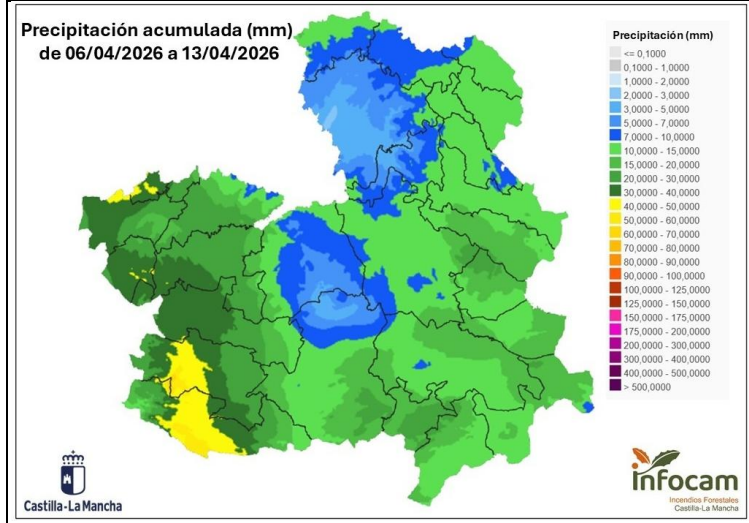 Precipitación acumulada (mm)
de 06/04/2026 a 13/04/2026
Precipitación (mm)
<= 0,1000
0,1000 - 1,0000
1,0000 - 2,0000
2,0000 - 3,0000
3,0000 - 5,0000
5,0000 - 7,0000
7,0000 - 10,0000
10,0000 - 15,0000
15,0000 - 20,0000
20,0000 - 30,0000
30,0000 - 40,0000
40,0000 - 50,0000
50,0000 - 60,0000
60,0000 - 70,0000
70,0000 - 80,0000
80,0000 - 90,0000
90,0000 - 100,0000
100,0000 - 125,0000
125,0000 - 150,0000
150,0000 - 175,0000
175,0000 - 200,0000
200,0000 - 300,0000
300,0000 - 400,0000
400,0000 - 500,0000
> 500,0000
Castilla-La Mancha
infocam
Incendios Forestales
Castilla-La Mancha